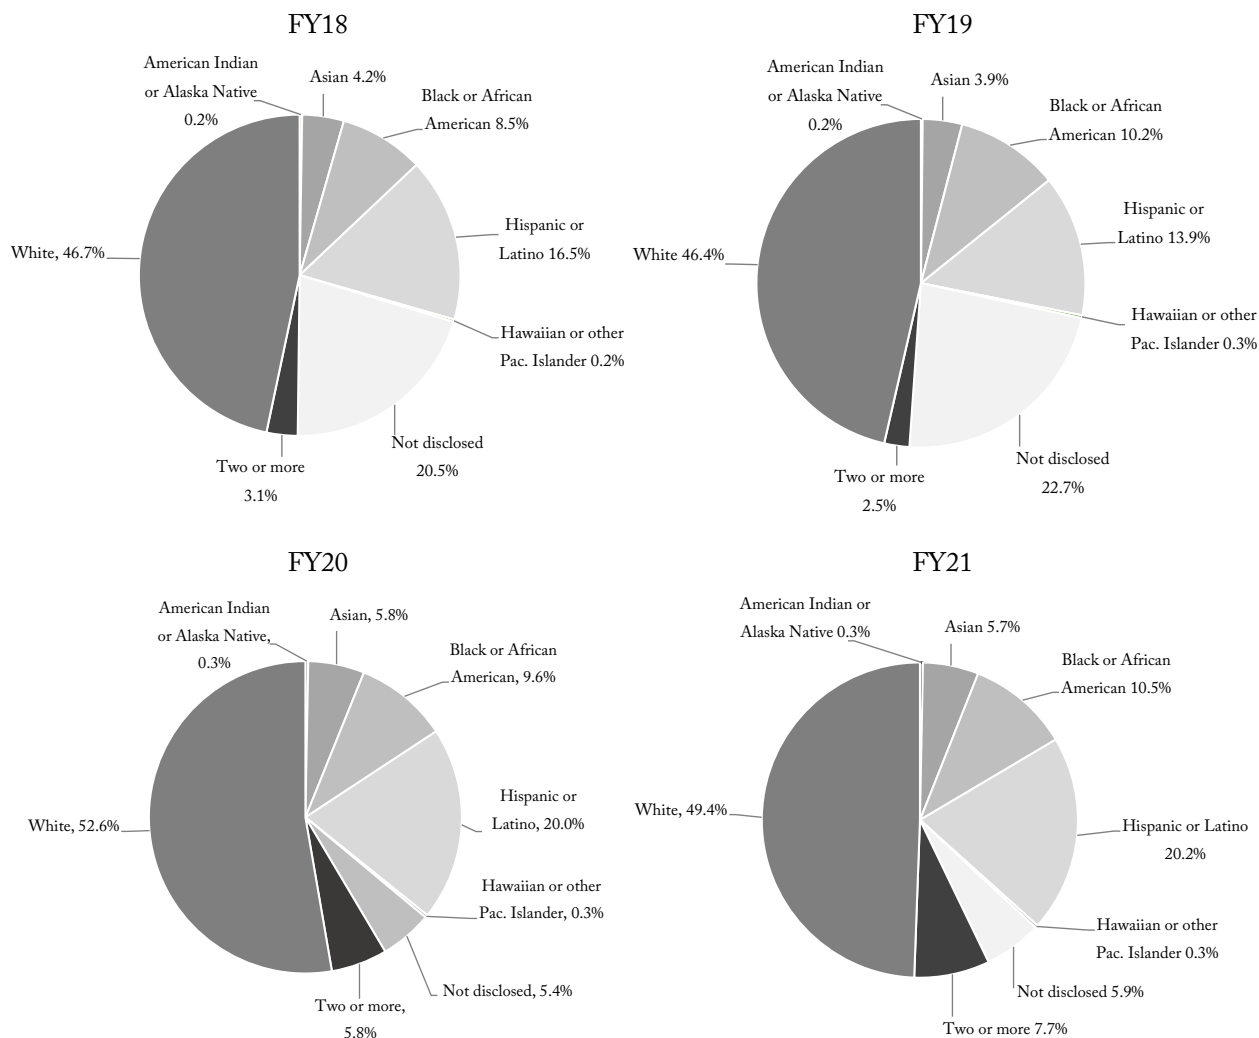 FY18
American Indian
or Alaska Native
0.2%
Asian 4.2%
Black or African
American 8.5%
Hispanic or
Latino 16.5%
Hawaiian or other
Pac. Islander 0.2%
Not disclosed
20.5%
Two or more
3.1%
White, 46.7%
FY19
American Indian
or Alaska Native
0.2%
Asian 3.9%
Black or African
American 10.2%
Hispanic or
Latino 13.9%
Hawaiian or other
Pac. Islander 0.3%
Not disclosed
22.7%
Two or more
2.5%
White 46.4%
FY20
American Indian
or Alaska Native,
0.3%
Asian, 5.8%
Black or African
American, 9.6%
Hispanic or
Latino, 20.0%
Hawaiian or other
Pac. Islander, 0.3%
Not disclosed, 5.4%
Two or more,
5.8%
White, 52.6%
FY21
American Indian or
Alaska Native 0.3%
Asian 5.7%
Black or African
American 10.5%
Hispanic or Latino
20.2%
Hawaiian or other
Pac. Islander 0.3%
Not disclosed 5.9%
Two or more 7.7%
White, 49.4%